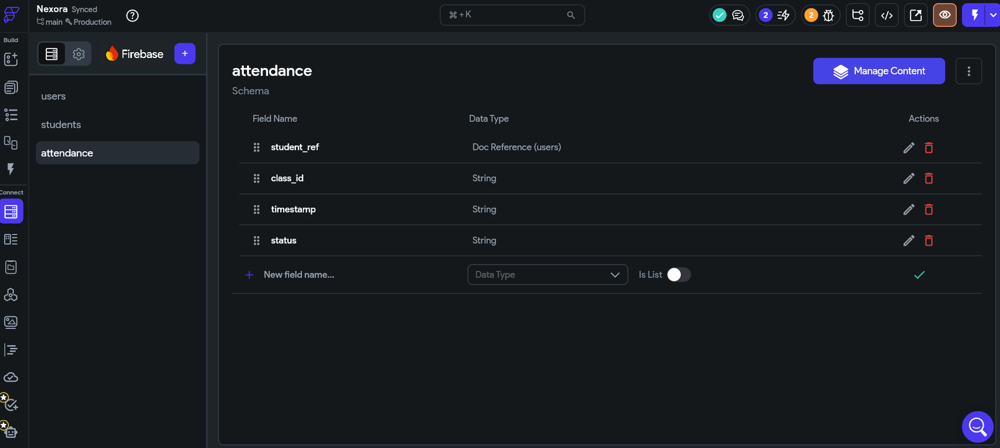 Nexora Synced
main Production
?
⌘ + K
2
2
</>
Build
Firebase
+
users
students
attendance
Connect
attendance
Schema
Manage Content
Field Name Data Type Actions
student_ref Doc Reference (users)
class_id String
timestamp String
status String
+ New field name... Data Type Is List